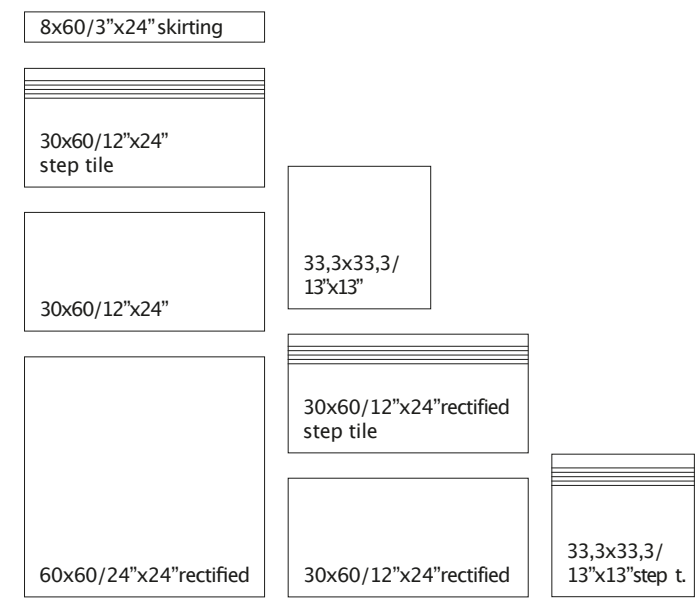 8x60/3”x24” skirting
30x60/12”x24”
step tile
30x60/12”x24”
60x60/24”x24”rectified
33,3x33,3/
13”x13”
30x60/12”x24”rectified
step tile
30x60/12”x24”rectified
33,3x33,3/
13”x13”step t.